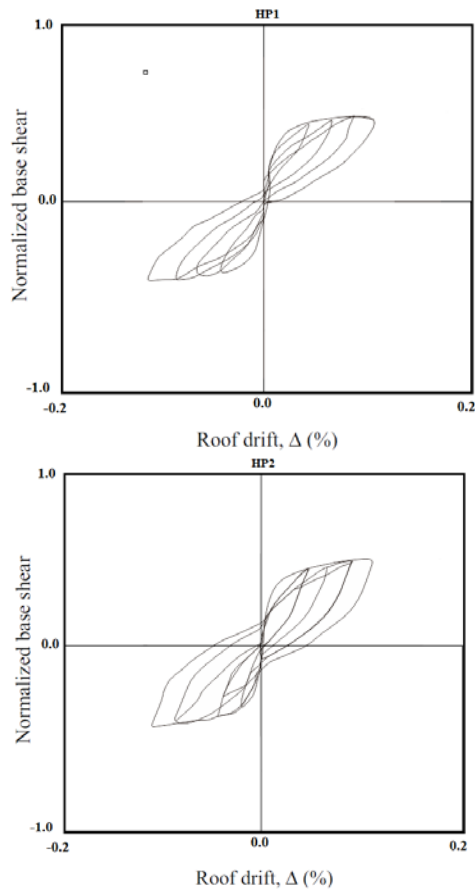 HP1
1.0
Normalized base shear
0.0
-1.0
-0.2 0.0 0.2
Roof drift, Δ (%)
HP2
1.0
Normalized base shear
0.0
-1.0
-0.2 0.0 0.2
Roof drift, Δ (%)